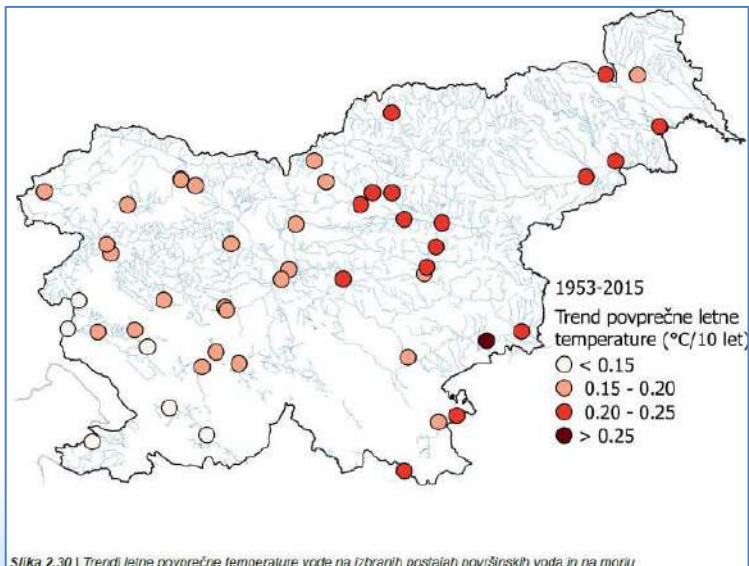 1953-2015
Trend povprečne letne
temperature (°C/10 let)
< 0.15
0.15 - 0.20
0.20 - 0.25
> 0.25
Slika 2.30 | Trendi letne povprečne temperature vode na izbranih postajah površinskih voda in na morju